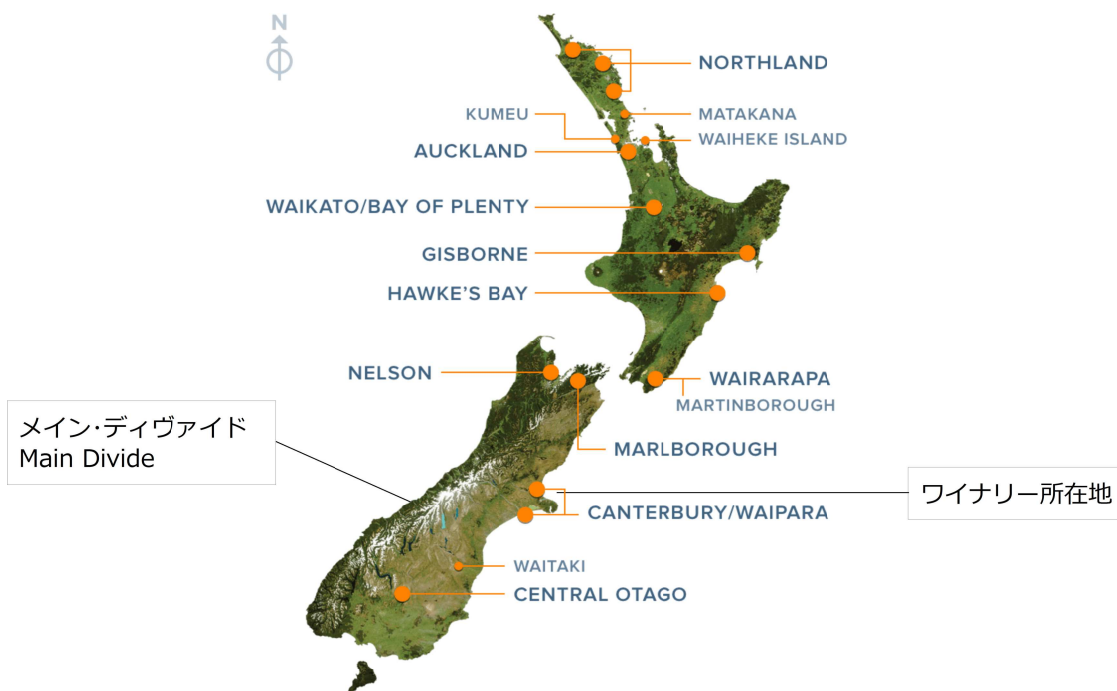 N
NORTHLAND
KUMEU
MATAKANA
WAIHEKE ISLAND
AUCKLAND
WAIKATO/BAY OF PLENTY
GISBORNE
HAWKE'S BAY
NELSON
WAIRARAPA
MARTINBOROUGH
メイン・ディヴァイド
Main Divide
MARLBOROUGH
ワイナリー所在地
CANTERBURY/WAIPARA
WAITAKI
CENTRAL OTAGO